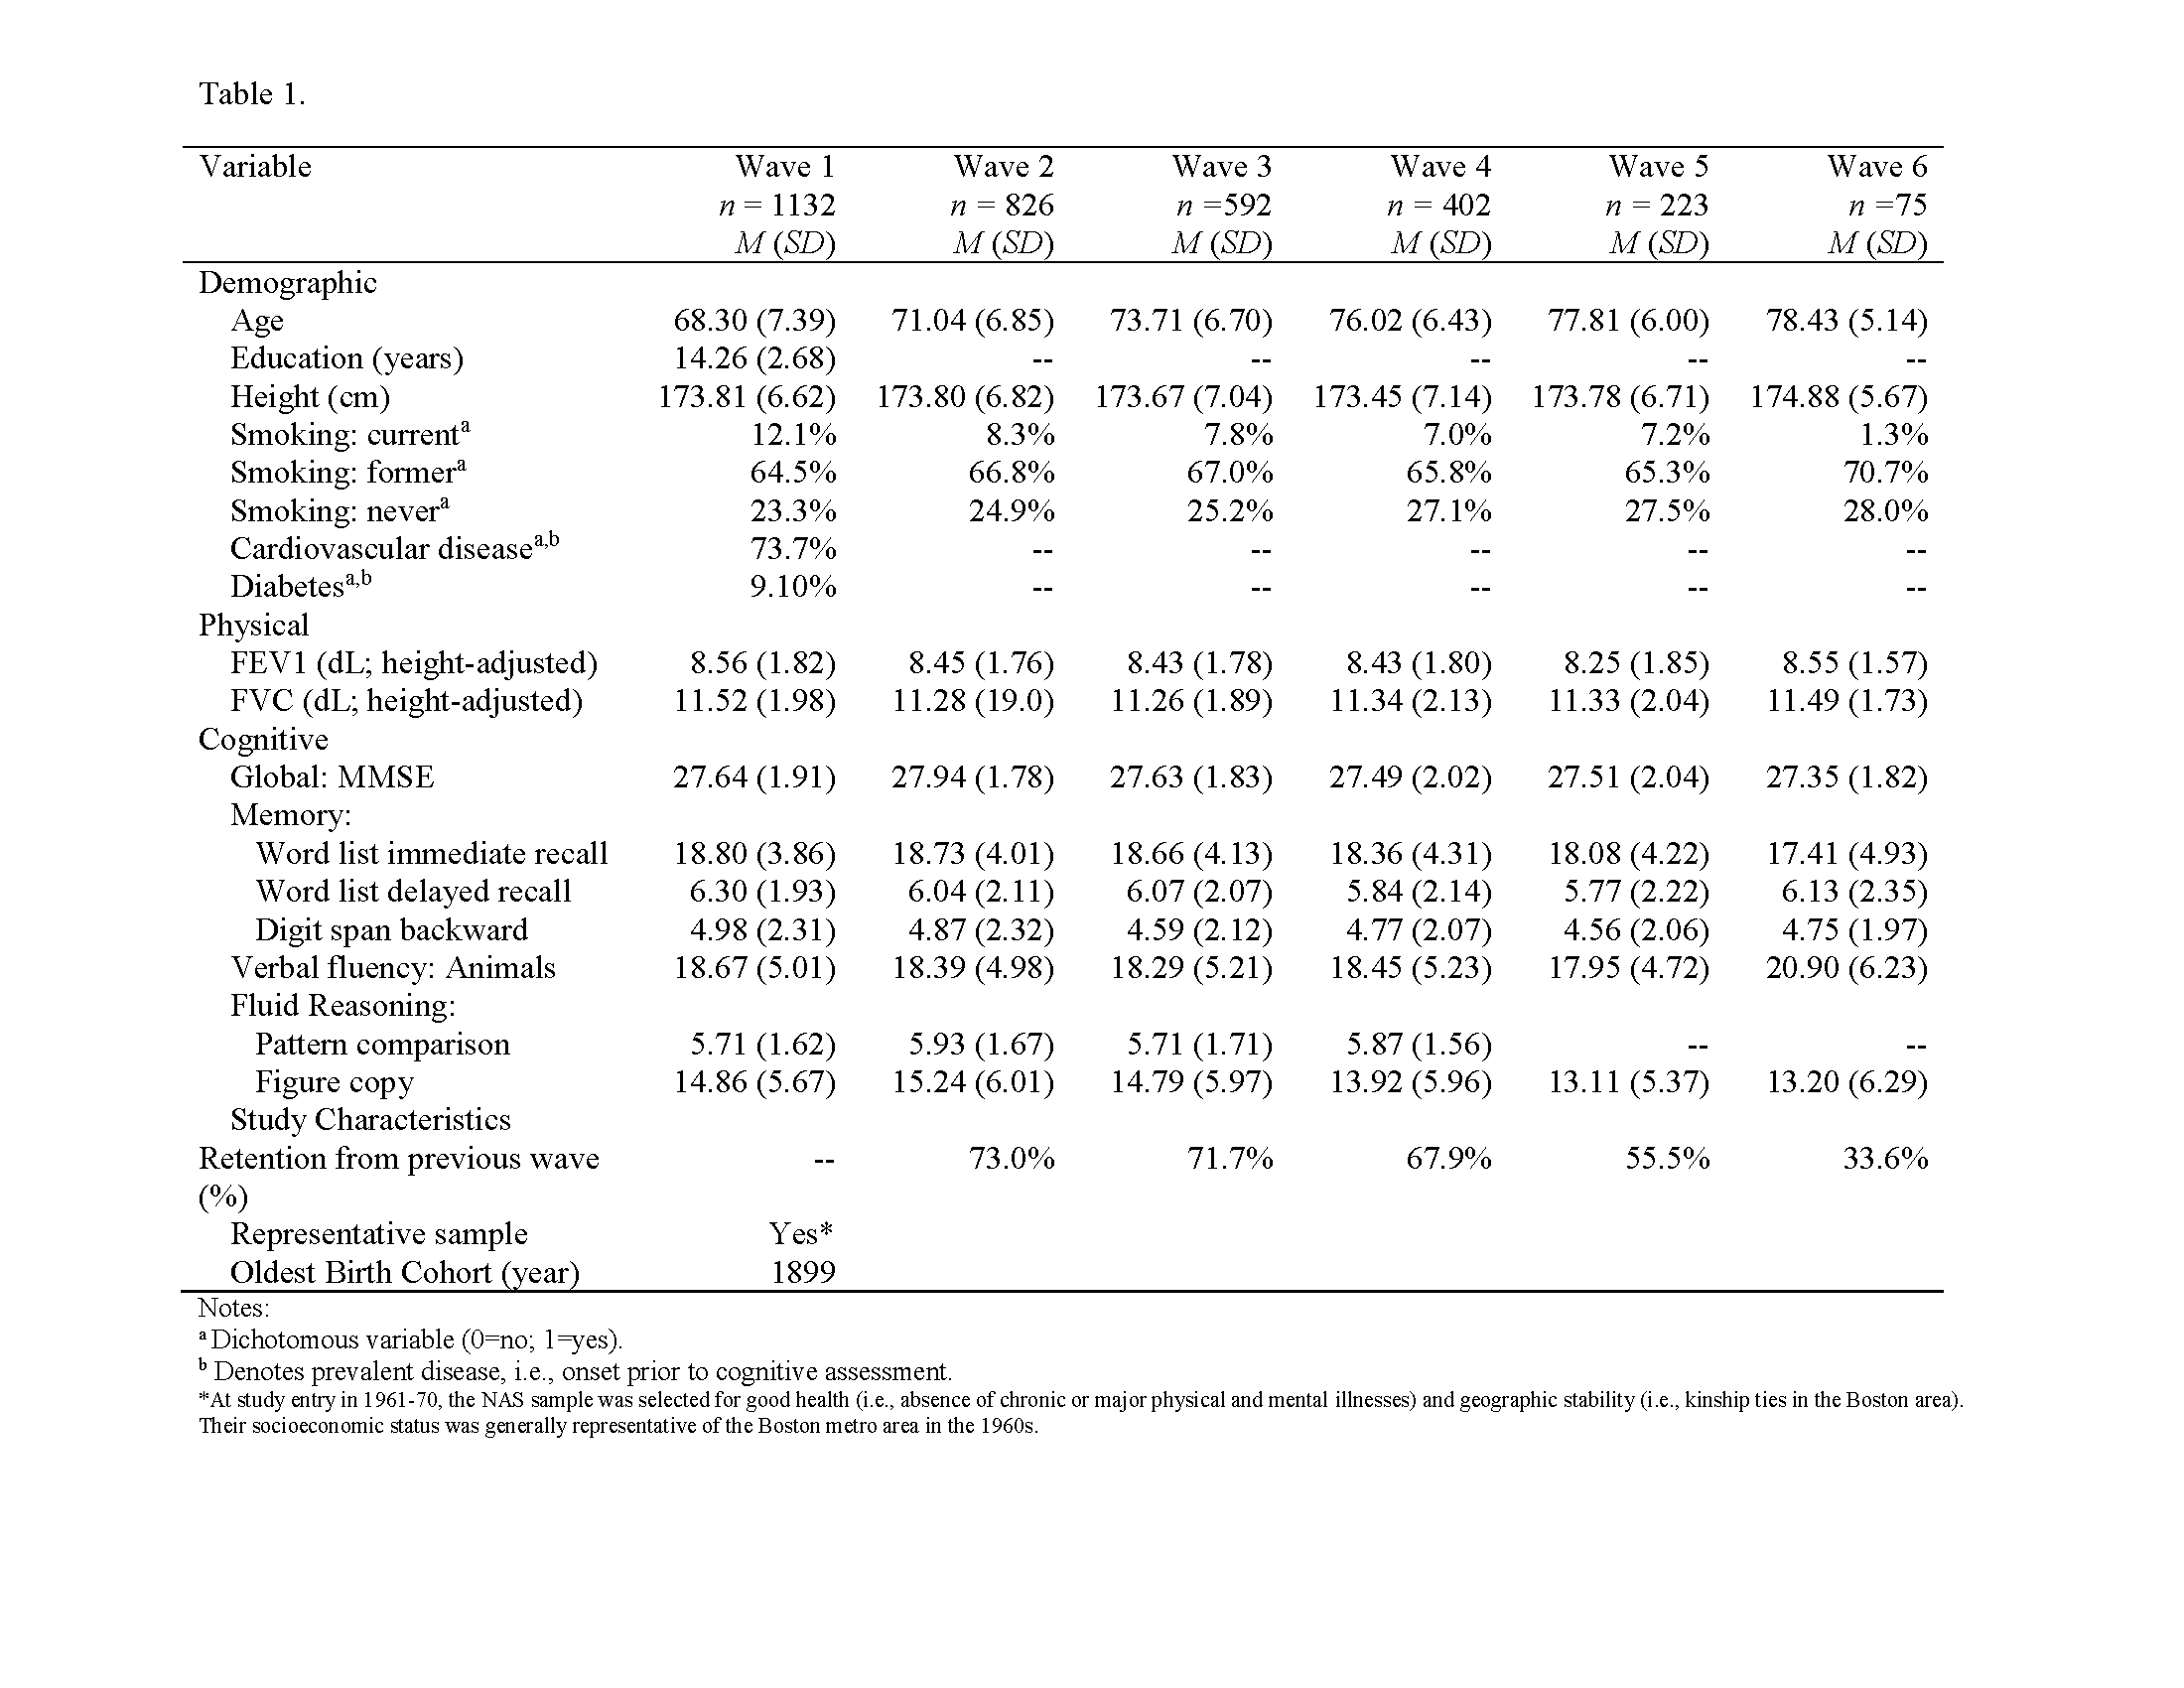 Table 1.
Variable Wave 1 Wave 2 Wave 3 Wave 4 Wave 5 Wave 6
n = 1132 n = 826 n =592 n = 402 n = 223 n =75
M (SD) M (SD) M (SD) M (SD) M (SD) M (SD)
Demographic
Age 68.30 (7.39) 71.04 (6.85) 73.71 (6.70) 76.02 (6.43) 77.81 (6.00) 78.43 (5.14)
Education (years) 14.26 (2.68) -- -- -- -- --
Height (cm) 173.81 (6.62) 173.80 (6.82) 173.67 (7.04) 173.45 (7.14) 173.78 (6.71) 174.88 (5.67)
Smoking: currentᵃ 12.1% 8.3% 7.8% 7.0% 7.2% 1.3%
Smoking: formerᵃ 64.5% 66.8% 67.0% 65.8% 65.3% 70.7%
Smoking: neverᵃ 23.3% 24.9% 25.2% 27.1% 27.5% 28.0%
Cardiovascular diseaseᵃ,ᵇ 73.7% -- -- -- -- --
Diabetesᵃ,ᵇ 9.10% -- -- -- -- --
Physical
FEV1 (dL; height-adjusted) 8.56 (1.82) 8.45 (1.76) 8.43 (1.78) 8.43 (1.80) 8.25 (1.85) 8.55 (1.57)
FVC (dL; height-adjusted) 11.52 (1.98) 11.28 (19.0) 11.26 (1.89) 11.34 (2.13) 11.33 (2.04) 11.49 (1.73)
Cognitive
Global: MMSE 27.64 (1.91) 27.94 (1.78) 27.63 (1.83) 27.49 (2.02) 27.51 (2.04) 27.35 (1.82)
Memory:
Word list immediate recall 18.80 (3.86) 18.73 (4.01) 18.66 (4.13) 18.36 (4.31) 18.08 (4.22) 17.41 (4.93)
Word list delayed recall 6.30 (1.93) 6.04 (2.11) 6.07 (2.07) 5.84 (2.14) 5.77 (2.22) 6.13 (2.35)
Digit span backward 4.98 (2.31) 4.87 (2.32) 4.59 (2.12) 4.77 (2.07) 4.56 (2.06) 4.75 (1.97)
Verbal fluency: Animals 18.67 (5.01) 18.39 (4.98) 18.29 (5.21) 18.45 (5.23) 17.95 (4.72) 20.90 (6.23)
Fluid Reasoning:
Pattern comparison 5.71 (1.62) 5.93 (1.67) 5.71 (1.71) 5.87 (1.56) -- --
Figure copy 14.86 (5.67) 15.24 (6.01) 14.79 (5.97) 13.92 (5.96) 13.11 (5.37) 13.20 (6.29)
Study Characteristics
Retention from previous wave -- 73.0% 71.7% 67.9% 55.5% 33.6%
(%)
Representative sample Yes*
Oldest Birth Cohort (year) 1899
Notes:
ᵃ Dichotomous variable (0=no; 1=yes).
ᵇ Denotes prevalent disease, i.e., onset prior to cognitive assessment.
*At study entry in 1961-70, the NAS sample was selected for good health (i.e., absence of chronic or major physical and mental illnesses) and geographic stability (i.e., kinship ties in the Boston area).
Their socioeconomic status was generally representative of the Boston metro area in the 1960s.